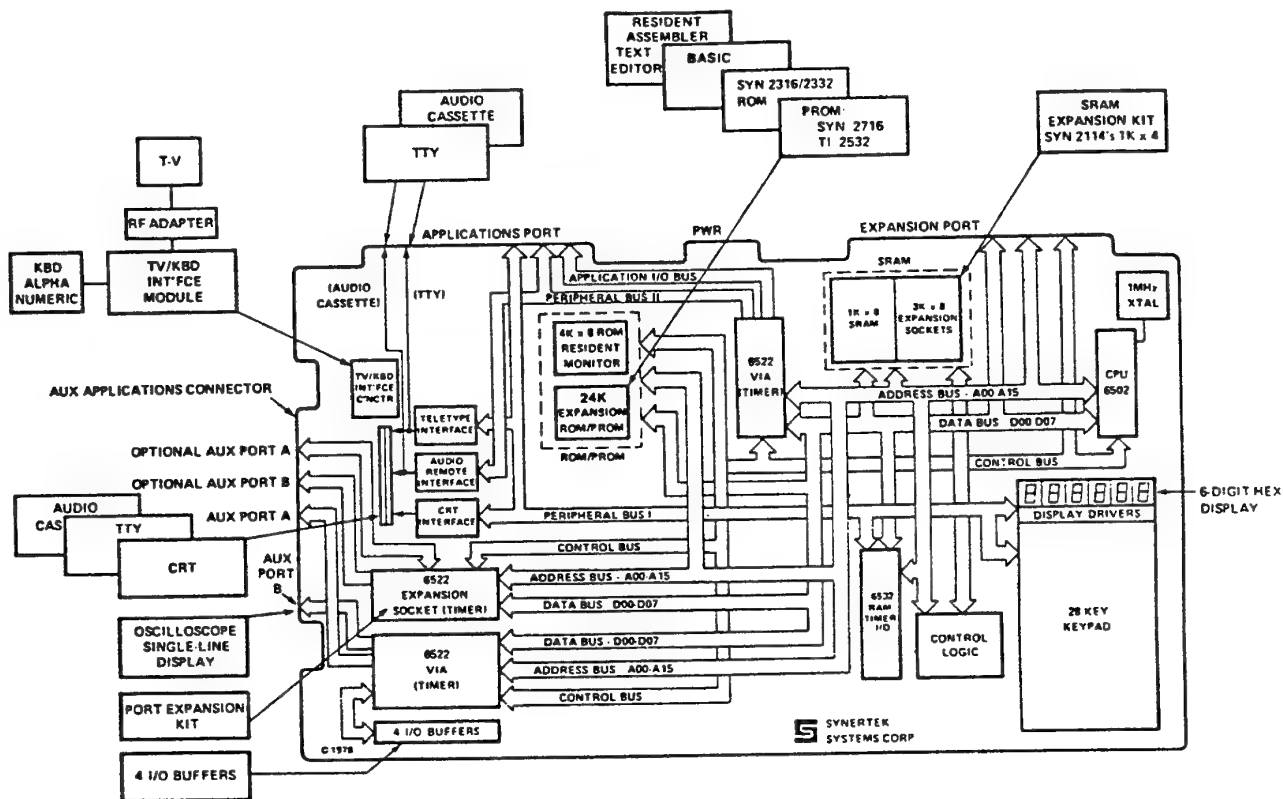 RESIDENT
ASSEMBLER
TEXT
EDITOR
BASIC
SYN 2316/2332
ROM
PROM:
SYN 2716
TI 2532
SRAM
EXPANSION KIT
SYN 2114's 1K x 4
AUDIO
CASSETTE
TTY
T-V
RF ADAPTER
KBD
ALPHA
NUMERIC
TV/KBD
INT'FCE
MODULE
APPLICATIONS PORT
PWR
EXPANSION PORT
(AUDIO
CASSETTE)
(TTY)
APPLICATION I/O BUS
PERIPHERAL BUS II
SRAM
1K x 8
SRAM
3K x 8
EXPANSION
SOCKETS
1MHz
XTAL
4K x 8 ROM
RESIDENT
MONITOR
24K
EXPANSION
ROM/PROM
ROM/PROM
6522
VIA
(TIMER)
CPU
6502
TV/KBD
INT'FCE
C'NCTR
AUX APPLICATIONS CONNECTOR
ADDRESS BUS - A00-A15
DATA BUS D00-D07
CONTROL BUS
TELETYPE
INTERFACE
AUDIO
REMOTE
INTERFACE
CRT
INTERFACE
OPTIONAL AUX PORT A
OPTIONAL AUX PORT B
AUX PORT A
AUX
PORT
B
AUDIO
TTY
CRT
PERIPHERAL BUS I
CONTROL BUS
6-DIGIT HEX
DISPLAY
DISPLAY DRIVERS
28 KEY
KEYPAD
6522
EXPANSION
SOCKET (TIMER)
ADDRESS BUS - A00-A15
DATA BUS D00-D07
6532
RAM
TIMER
I/O
CONTROL
LOGIC
OSCILLOSCOPE
SINGLE-LINE
DISPLAY
6522
VIA
(TIMER)
DATA BUS - D00-D07
ADDRESS BUS A00-A15
CONTROL BUS
PORT EXPANSION
KIT
4 I/O BUFFERS
© 1978
4 I/O BUFFERS
S
SYNERTEK
SYSTEMS CORP